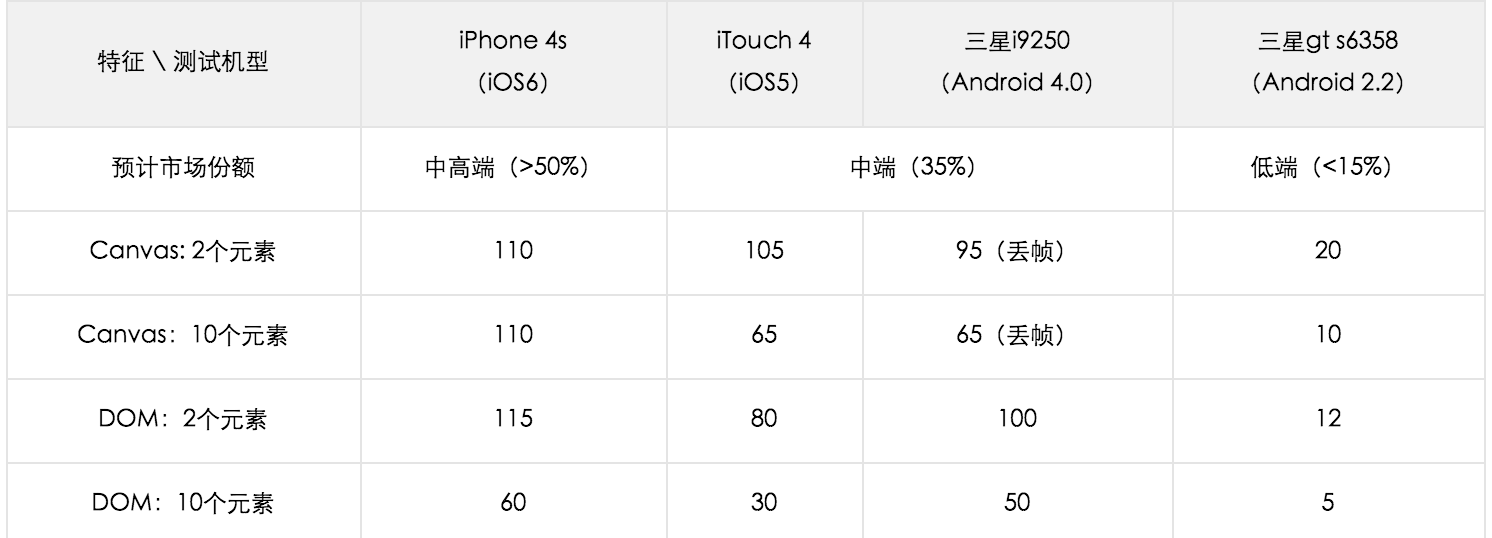 特征 \ 测试机型
iPhone 4s
（iOS6）
iTouch 4
（iOS5）
三星i9250
（Android 4.0）
三星gt s6358
（Android 2.2）
预计市场份额
中高端（>50%）
中端（35%）
低端（<15%）
Canvas: 2个元素
110
105
95（丢帧）
20
Canvas：10个元素
110
65
65（丢帧）
10
DOM：2个元素
115
80
100
12
DOM：10个元素
60
30
50
5